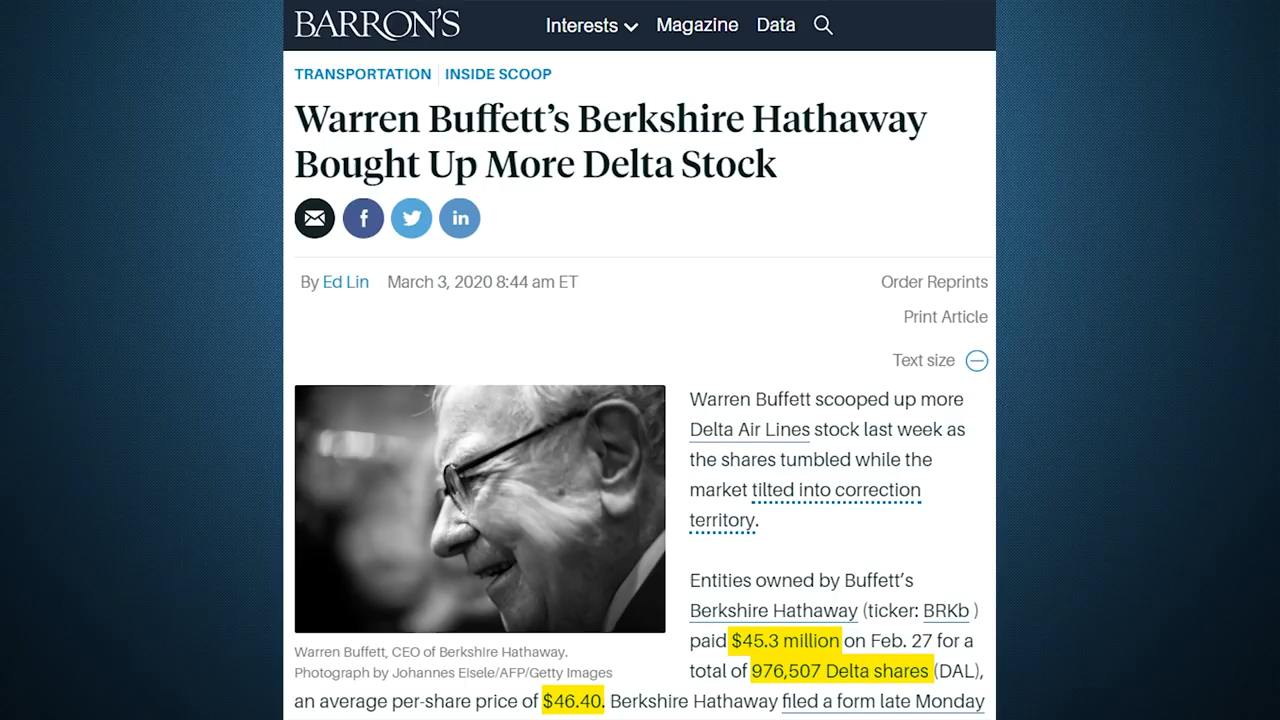 BARRON'S
Interests Magazine Data
TRANSPORTATION INSIDE SCOOP
Warren Buffett’s Berkshire Hathaway
Bought Up More Delta Stock
f in
By Ed Lin March 3, 2020 8:44 am ET
Order Reprints
Print Article
Text size
Warren Buffett scooped up more
Delta Air Lines stock last week as
the shares tumbled while the
market tilted into correction
territory.
Entities owned by Buffett’s
Berkshire Hathaway (ticker: BRKb )
paid $45.3 million on Feb. 27 for a
total of 976,507 Delta shares (DAL),
an average per-share price of $46.40. Berkshire Hathaway filed a form late Monday
Warren Buffett, CEO of Berkshire Hathaway.
Photograph by Johannes EIsele/AFP/Getty Images